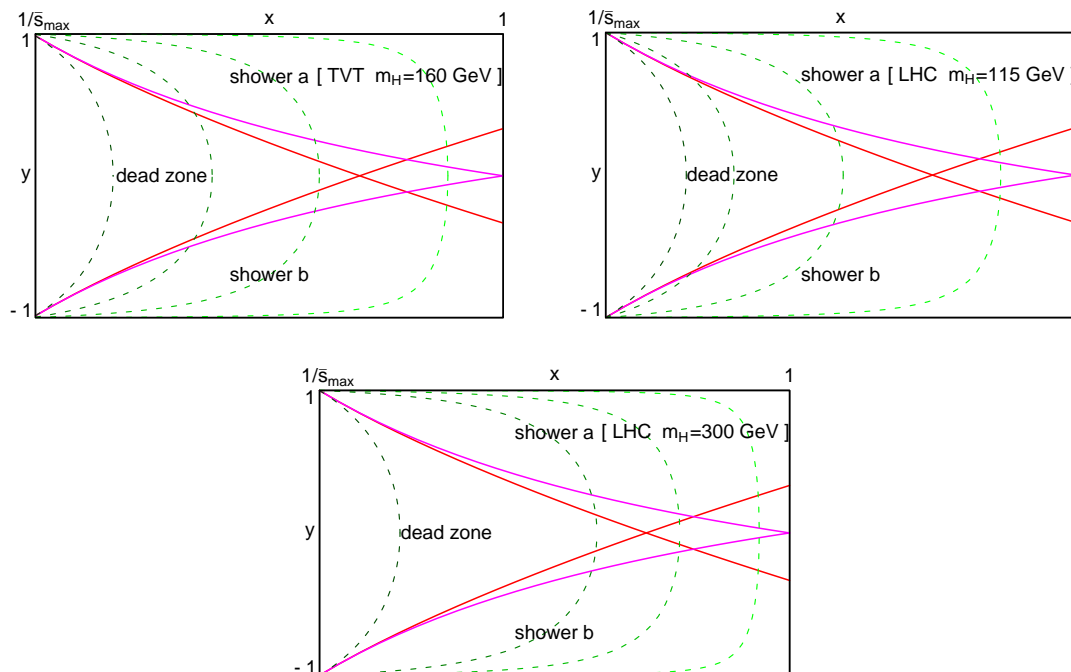 1/s̄max x 1
1
shower a [ TVT mH=160 GeV ]
y dead zone
shower b
- 1
1/s̄max x 1
1
shower a [ LHC mH=115 GeV ]
y dead zone
shower b
- 1
1/s̄max x 1
1
shower a [ LHC mH=300 GeV ]
y dead zone
shower b
- 1